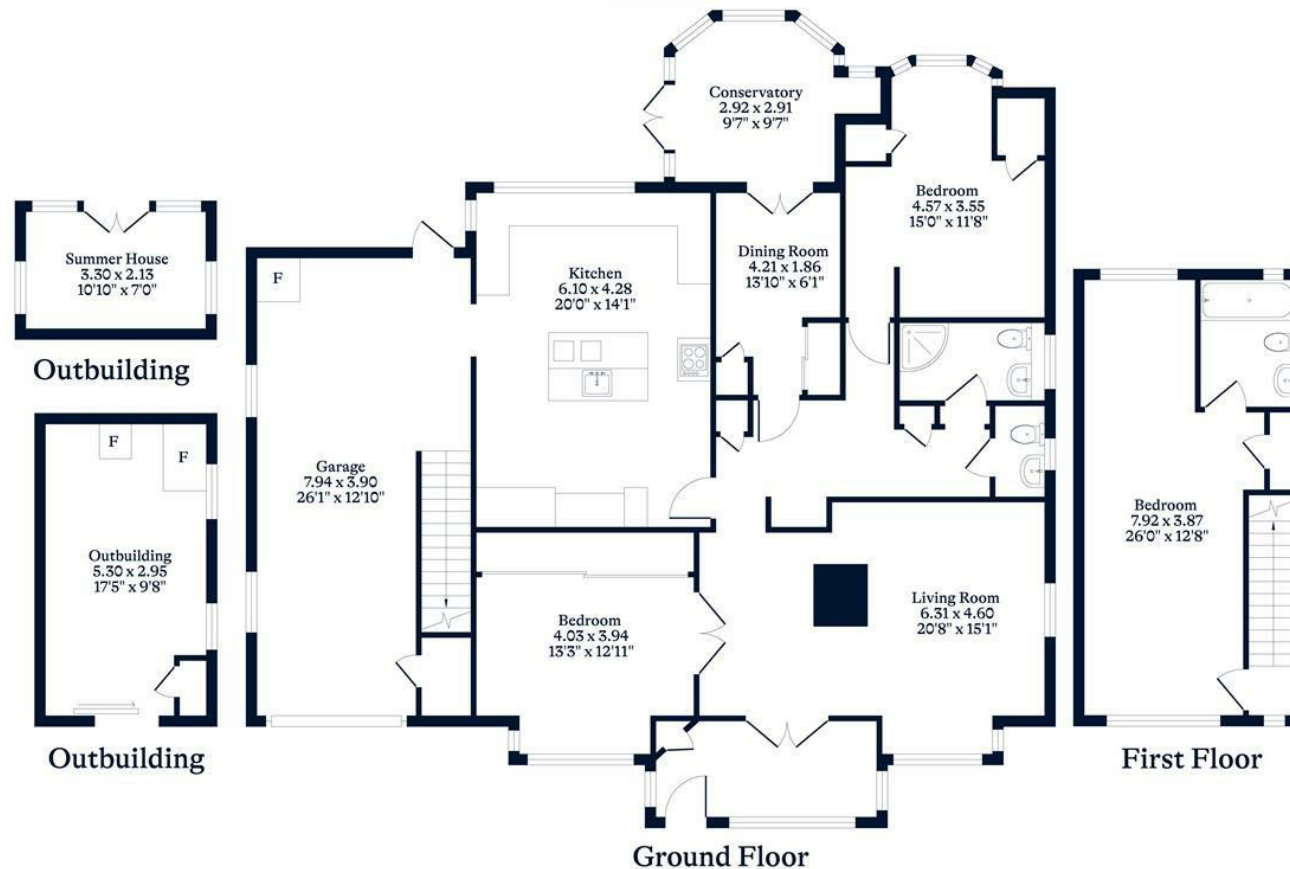 Conservatory
2.92 x 2.91
9'7" x 9'7"
Bedroom
4.57 x 3.55
15'0" x 11'8"
Summer House
3.30 x 2.13
10'10" x 7'0"
Outbuilding
F
Kitchen
6.10 x 4.28
20'0" x 14'1"
Dining Room
4.21 x 1.86
13'10" x 6'1"
F
F
Outbuilding
5.30 x 2.95
17'5" x 9'8"
Outbuilding
Garage
7.94 x 3.90
26'1" x 12'10"
Bedroom
4.03 x 3.94
13'3" x 12'11"
Living Room
6.31 x 4.60
20'8" x 15'1"
Ground Floor
Bedroom
7.92 x 3.87
26'0" x 12'8"
First Floor